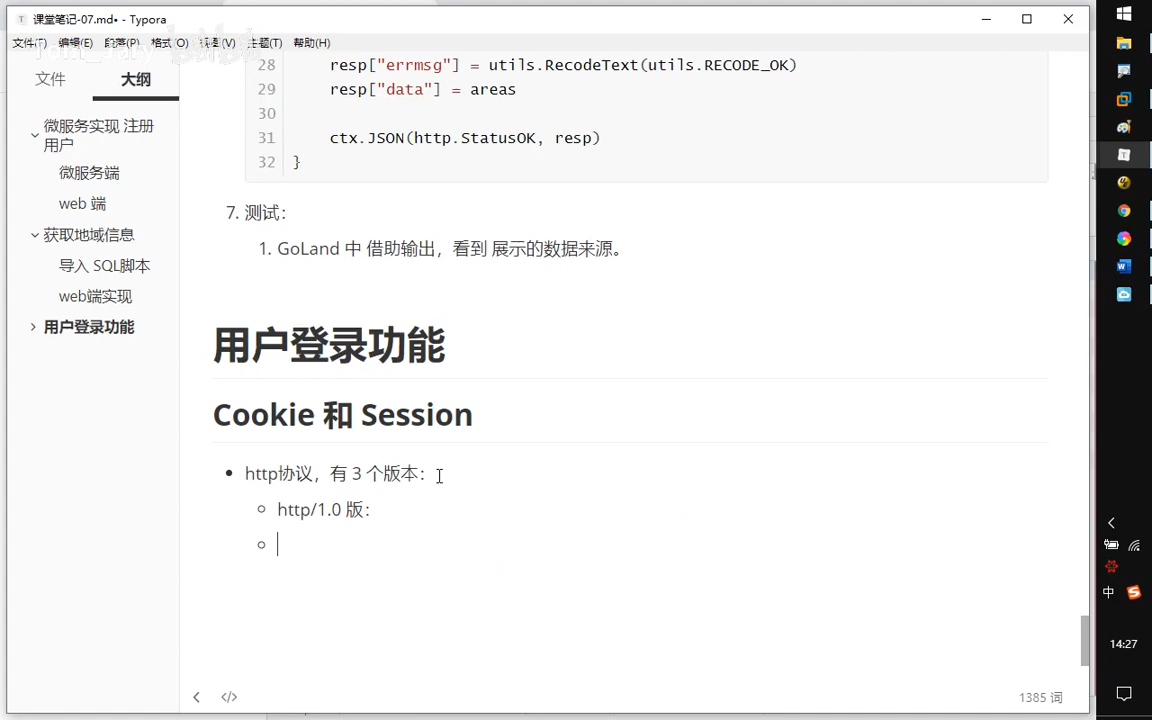 课堂笔记-07.md• - Typora
文件(F) 编辑(E) 段落(P) 格式(O) 视图(V) 主题(T) 帮助(H)
文件 大纲
微服务实现 注册
用户
微服务端
web 端
获取地域信息
导入 SQL脚本
web端实现
用户登录功能
28 resp["errmsg"] = utils.RecodeText(utils.RECODE_OK)
29 resp["data"] = areas
30
31 ctx.JSON(http.StatusOK, resp)
32 }
7. 测试:
1. GoLand 中 借助输出，看到 展示的数据来源。
用户登录功能
Cookie 和 Session
http协议，有 3 个版本：
http/1.0 版：
1385 词
中
14:27